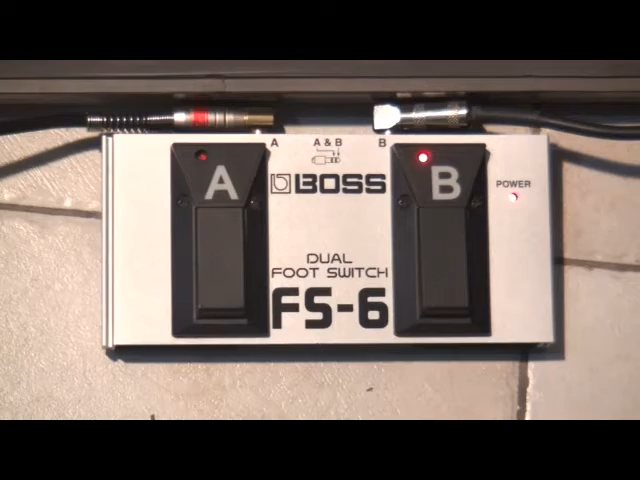 A
A & B
B
A
BOSS
B
POWER
DUAL
FOOT SWITCH
FS-6